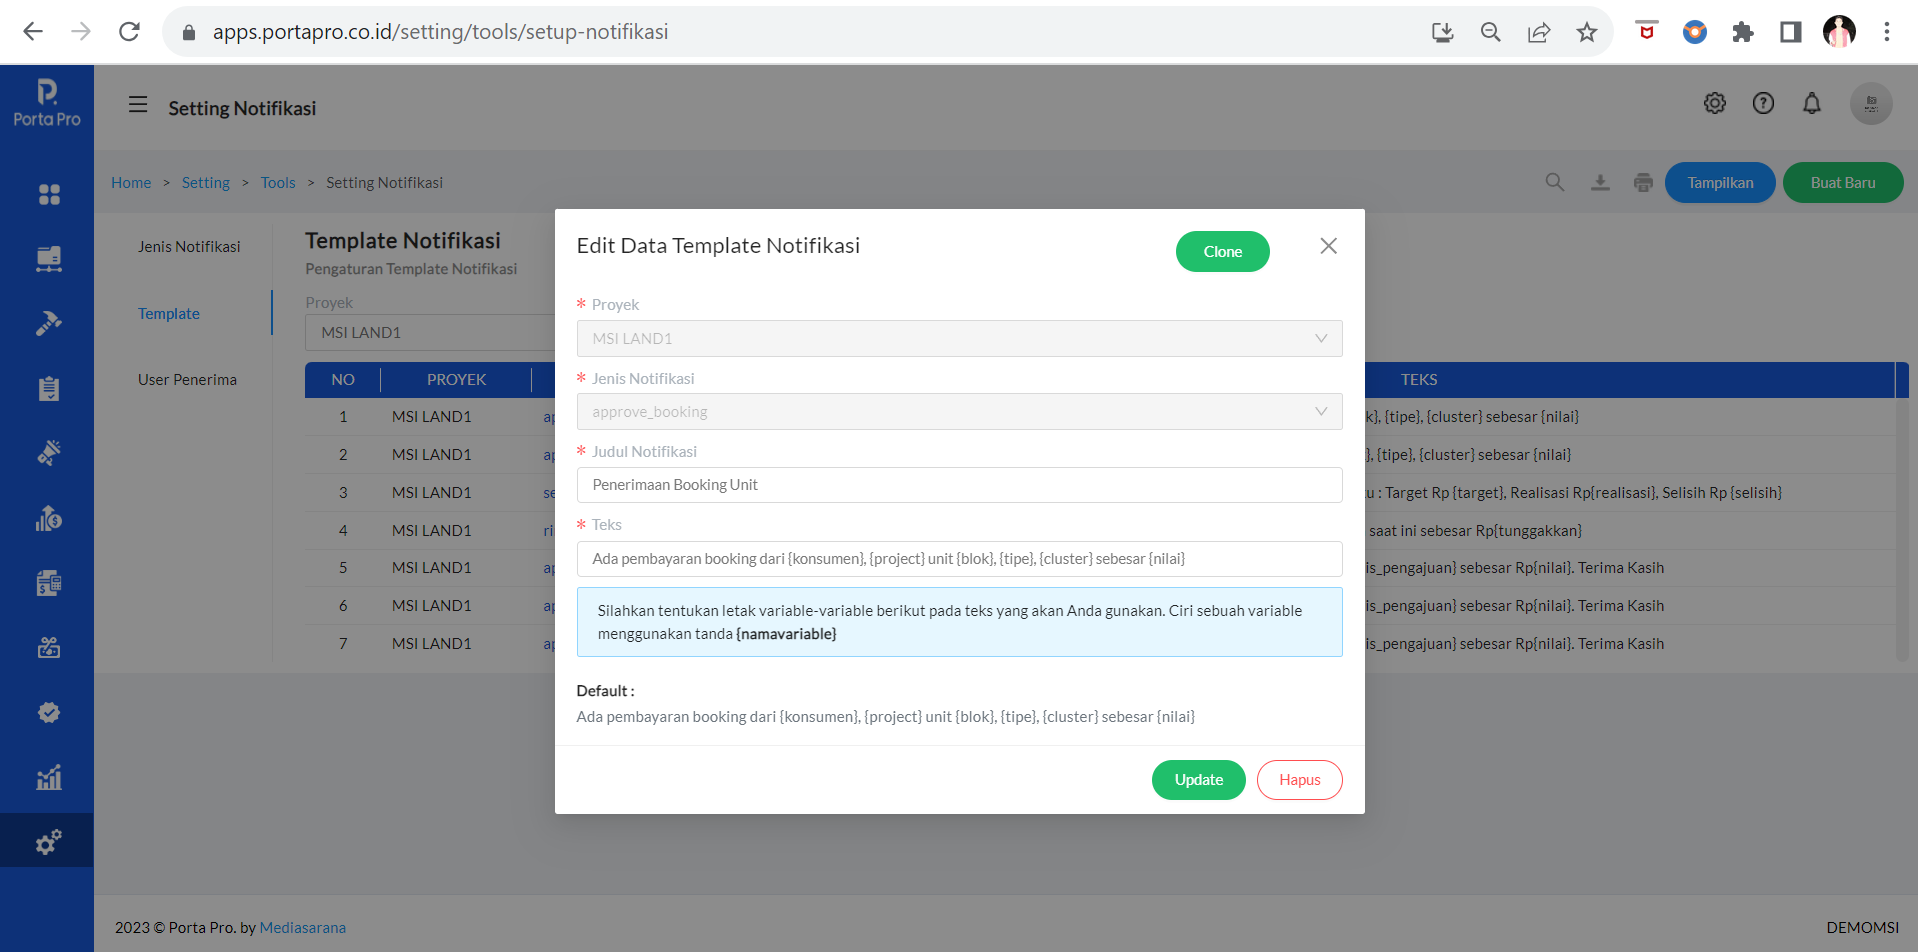 apps.portapro.co.id/setting/tools/setup-notifikasi
Porta Pro
Setting Notifikasi
Home > Setting > Tools > Setting Notifikasi
Tampilkan
Buat Baru
Jenis Notifikasi
Template
User Penerima
Template Notifikasi
Pengaturan Template Notifikasi
Proyek
MSI LAND1
NO PROYEK TEKS
1 MSI LAND1 {tipe}, {cluster} sebesar {nilai}
2 MSI LAND1 {tipe}, {cluster} sebesar {nilai}
3 MSI LAND1 : Target Rp {target}, Realisasi Rp{realisasi}, Selisih Rp {selisih}
4 MSI LAND1 saat ini sebesar Rp{tunggakkan}
5 MSI LAND1 is_pengajuan} sebesar Rp{nilai}. Terima Kasih
6 MSI LAND1 is_pengajuan} sebesar Rp{nilai}. Terima Kasih
7 MSI LAND1 is_pengajuan} sebesar Rp{nilai}. Terima Kasih
Edit Data Template Notifikasi
Clone
* Proyek
MSI LAND1
* Jenis Notifikasi
approve_booking
* Judul Notifikasi
Penerimaan Booking Unit
* Teks
Ada pembayaran booking dari {konsumen}, {project} unit {blok}, {tipe}, {cluster} sebesar {nilai}
Silahkan tentukan letak variable-variable berikut pada teks yang akan Anda gunakan. Ciri sebuah variable
menggunakan tanda {namavariable}
Default :
Ada pembayaran booking dari {konsumen}, {project} unit {blok}, {tipe}, {cluster} sebesar {nilai}
Update
Hapus
2023 © Porta Pro. by Mediasarana
DEMOMSI